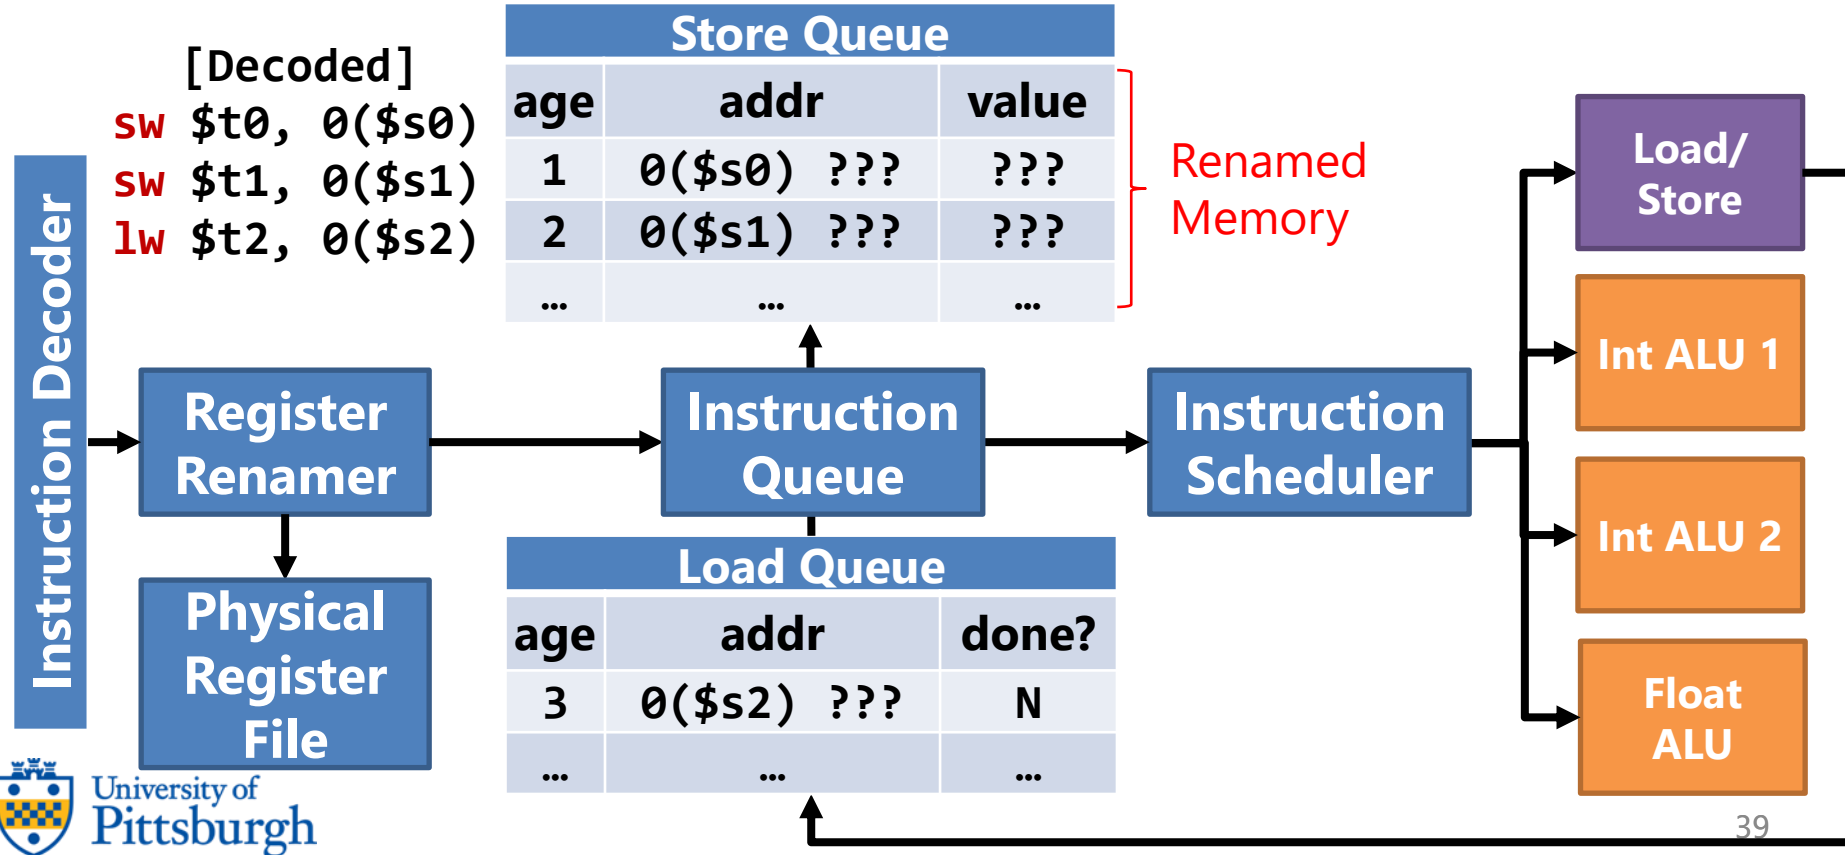 [Decoded]
sw $t0, 0($s0)
sw $t1, 0($s1)
lw $t2, 0($s2)
Store Queue
age addr value
1 0($s0) ??? ???
2 0($s1) ??? ???
… … …
Renamed
Memory
Instruction Decoder
Register
Renamer
Physical
Register
File
Instruction
Queue
Load Queue
age addr done?
3 0($s2) ??? N
… … …
Instruction
Scheduler
Load/
Store
Int ALU 1
Int ALU 2
Float
ALU
University of
Pittsburgh
39